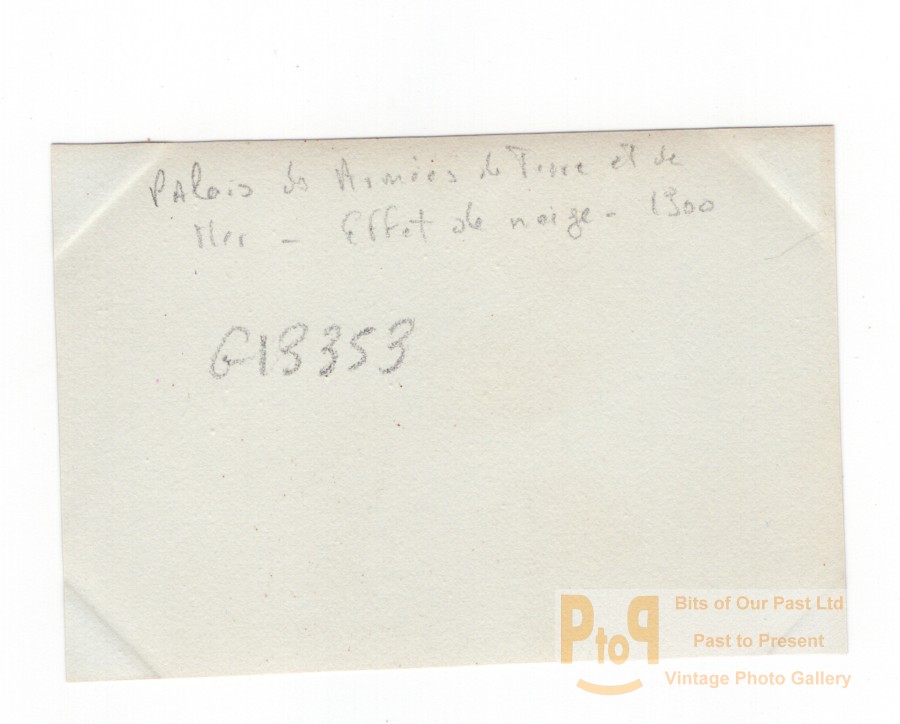 Palais des Armées de Terre et de
Mer - Effet de neige - 1900
G18353
PtoP
Bits of Our Past Ltd
Past to Present
Vintage Photo Gallery